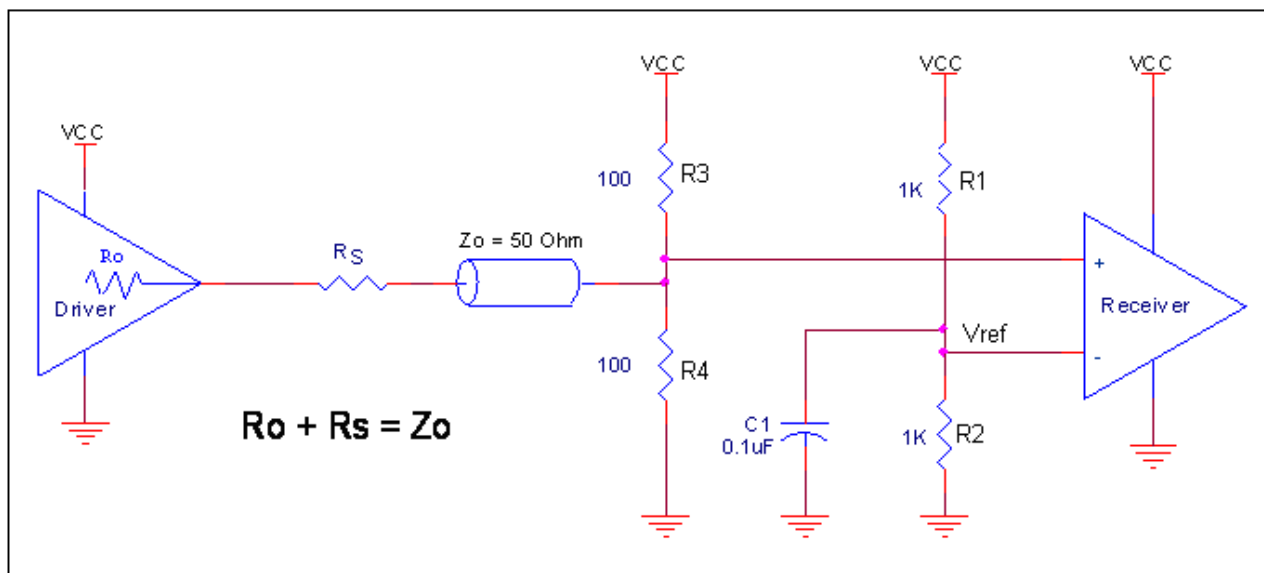 VCC
VCC
VCC
VCC
R3
100
R1
1K
Zo = 50 Ohm
Ro
RS
Driver
+
Receiver
Vref
-
R4
100
Ro + Rs = Zo
C1
0.1uF
R2
1K